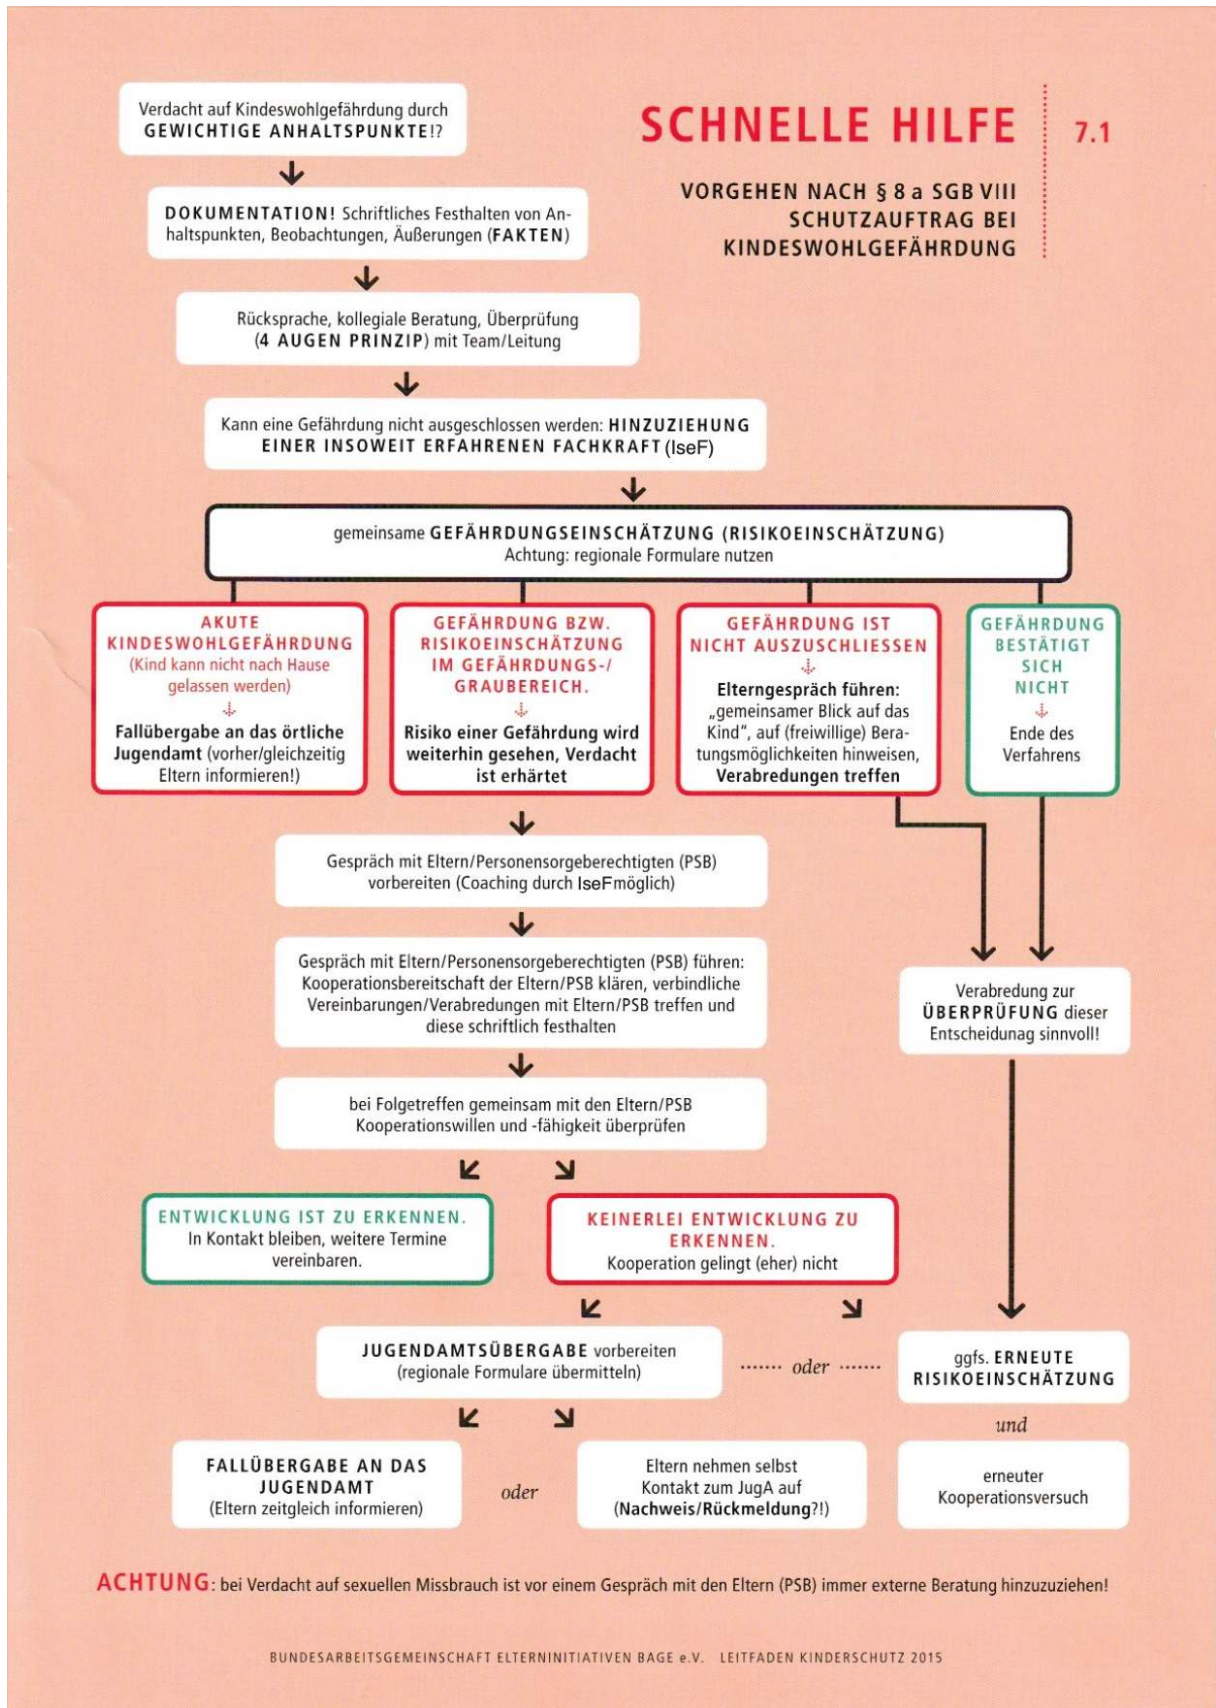 Verdacht auf Kindeswohlgefährdung durch
GEWICHTIGE ANHALTSPUNKTE!?
SCHNELLE HILFE
7.1
VORGEHEN NACH § 8 a SGB VIII
SCHUTZAUFTRAG BEI
KINDESWOHLGEFÄHRDUNG
DOKUMENTATION! Schriftliches Festhalten von An-
haltspunkten, Beobachtungen, Äußerungen (FAKTEN)
Rücksprache, kollegiale Beratung, Überprüfung
(4 AUGEN PRINZIP) mit Team/Leitung
Kann eine Gefährdung nicht ausgeschlossen werden: HINZUZIEHUNG
EINER INSOWEIT ERFAHRENEN FACHKRAFT (IseF)
gemeinsame GEFÄHRDUNGSEINSCHÄTZUNG (RISIKOEINSCHÄTZUNG)
Achtung: regionale Formulare nutzen
AKUTE
KINDESWOHLGEFÄHRDUNG
(Kind kann nicht nach Hause
gelassen werden)
Fallübergabe an das örtliche
Jugendamt (vorher/gleichzeitig
Eltern informieren!)
GEFÄHRDUNG BZW.
RISIKOEINSCHÄTZUNG
IM GEFÄHRDUNGS-/
GRAUBEREICH.
Risiko einer Gefährdung wird
weiterhin gesehen, Verdacht
ist erhärtet
GEFÄHRDUNG IST
NICHT AUSZUSCHLIESSEN
Elterngespräch führen:
„gemeinsamer Blick auf das
Kind“, auf (freiwillige) Bera-
tungsmöglichkeiten hinweisen,
Verabredungen treffen
GEFÄHRDUNG
BESTÄTIGT
SICH
NICHT
Ende des
Verfahrens
Gespräch mit Eltern/Personensorgeberechtigten (PSB)
vorbereiten (Coaching durch IseFmöglich)
Gespräch mit Eltern/Personensorgeberechtigten (PSB) führen:
Kooperationsbereitschaft der Eltern/PSB klären, verbindliche
Vereinbarungen/Verabredungen mit Eltern/PSB treffen und
diese schriftlich festhalten
Verabredung zur
ÜBERPRÜFUNG dieser
Entscheidunag sinnvoll!
bei Folgetreffen gemeinsam mit den Eltern/PSB
Kooperationswillen und -fähigkeit überprüfen
ENTWICKLUNG IST ZU ERKENNEN.
In Kontakt bleiben, weitere Termine
vereinbaren.
KEINERLEI ENTWICKLUNG ZU
ERKENNEN.
Kooperation gelingt (eher) nicht
JUGENDAMTSÜBERGABE vorbereiten
(regionale Formulare übermitteln)
....... oder .......
ggfs. ERNEUTE
RISIKOEINSCHÄTZUNG
und
FALLÜBERGABE AN DAS
JUGENDAMT
(Eltern zeitgleich informieren)
oder
Eltern nehmen selbst
Kontakt zum JugA auf
(Nachweis/Rückmeldung?!)
erneuter
Kooperationsversuch
ACHTUNG: bei Verdacht auf sexuellen Missbrauch ist vor einem Gespräch mit den Eltern (PSB) immer externe Beratung hinzuzuziehen!
BUNDESARBEITSGEMEINSCHAFT ELTERNINITIATIVEN BAGE e.V. LEITFADEN KINDERSCHUTZ 2015